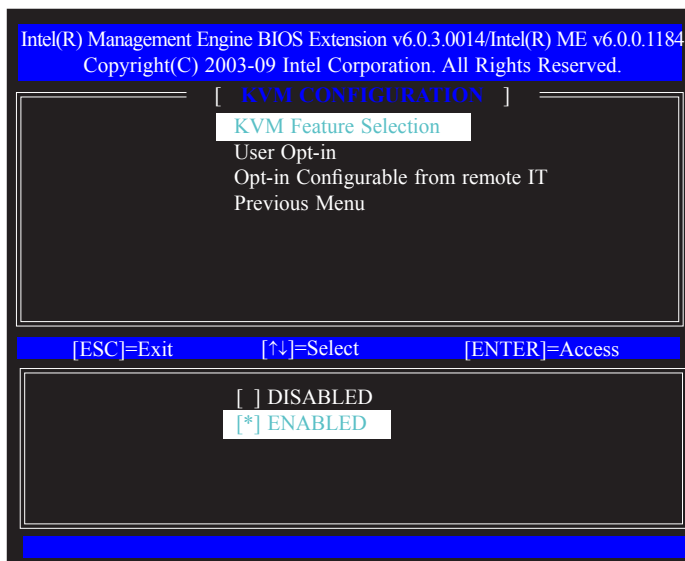 Intel(R) Management Engine BIOS Extension v6.0.3.0014/Intel(R) ME v6.0.0.1184
Copyright(C) 2003-09 Intel Corporation. All Rights Reserved.
[ KVM CONFIGURATION ]
KVM Feature Selection
User Opt-in
Opt-in Configurable from remote IT
Previous Menu
[ESC]=Exit [↑↓]=Select [ENTER]=Access
[ ] DISABLED
[*] ENABLED